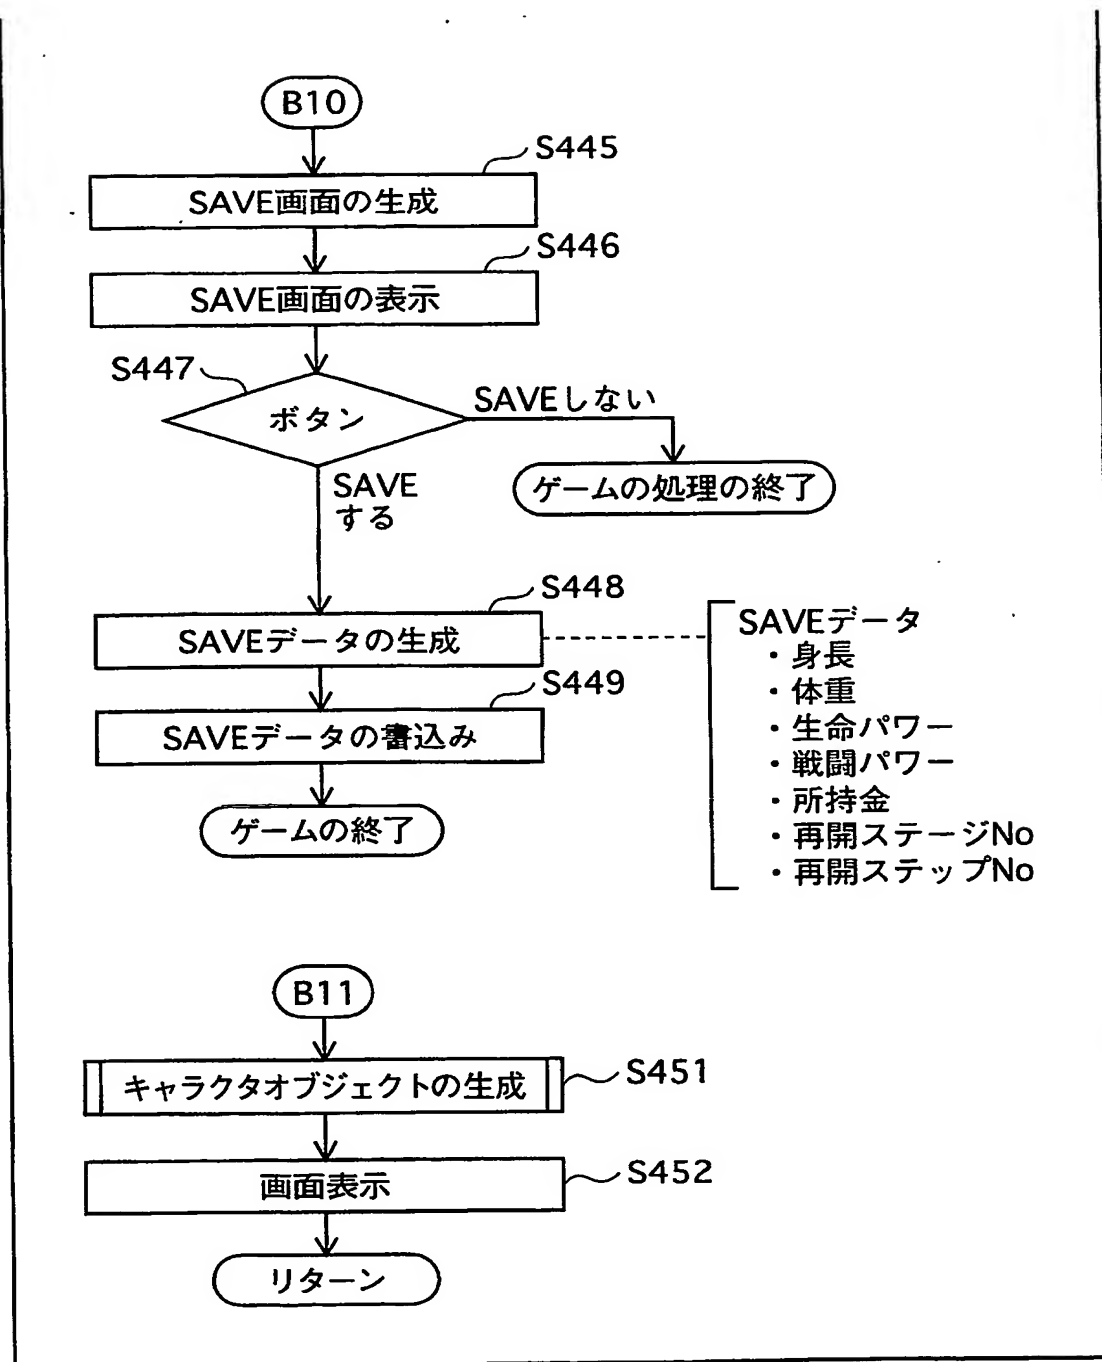 B10
S445
SAVE画面の生成
S446
SAVE画面の表示
S447
ボタン
SAVEしない
ゲームの処理の終了
SAVE
する
S448
SAVEデータの生成
S449
SAVEデータの書込み
ゲームの終了
SAVEデータ
・身長
・体重
・生命パワー
・戦闘パワー
・所持金
・再開ステージNo
・再開ステップNo
B11
キャラクタオブジェクトの生成
S451
画面表示
S452
リターン